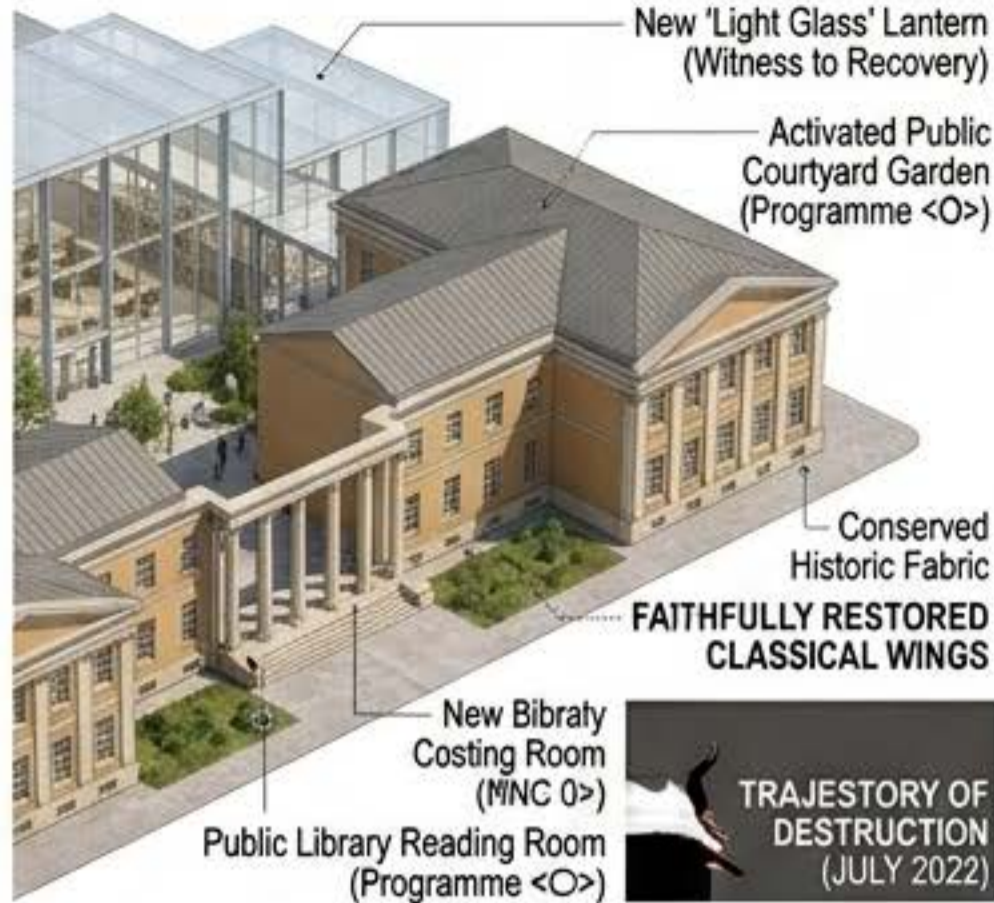 New 'Light Glass' Lantern
(Witness to Recovery)
Activated Public
Courtyard Garden
(Programme <O>)
Conserved
Historic Fabric
FAITHFULLY RESTORED
CLASSICAL WINGS
New Bibraty
Costing Room
0>)
Public Library Reading Room
(Programme <O>)
TRAJESTORY OF
DESTRUCTION
(JULY 2022)